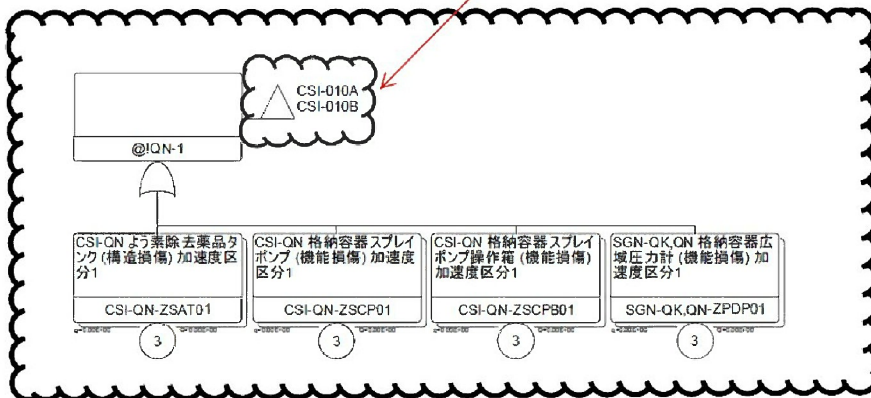 CSI-010A
CSI-010B
@!QN-1
CSI-QN よう素除去薬品タ
ンク (構造損傷) 加速度区
分1
CSI-QN-ZSAT01
CSI-QN 格納容器スプレイ
ポンプ (機能損傷) 加速度
区分1
CSI-QN-ZSCP01
CSI-QN 格納容器スプレイ
ポンプ操作箱 (機能損傷)
加速度区分1
CSI-QN-ZSCPB01
SGN-QK,QN 格納容器広
域圧力計 (機能損傷) 加
速度区分1
SGN-QK,QN-ZPDP01
3
3
3
3